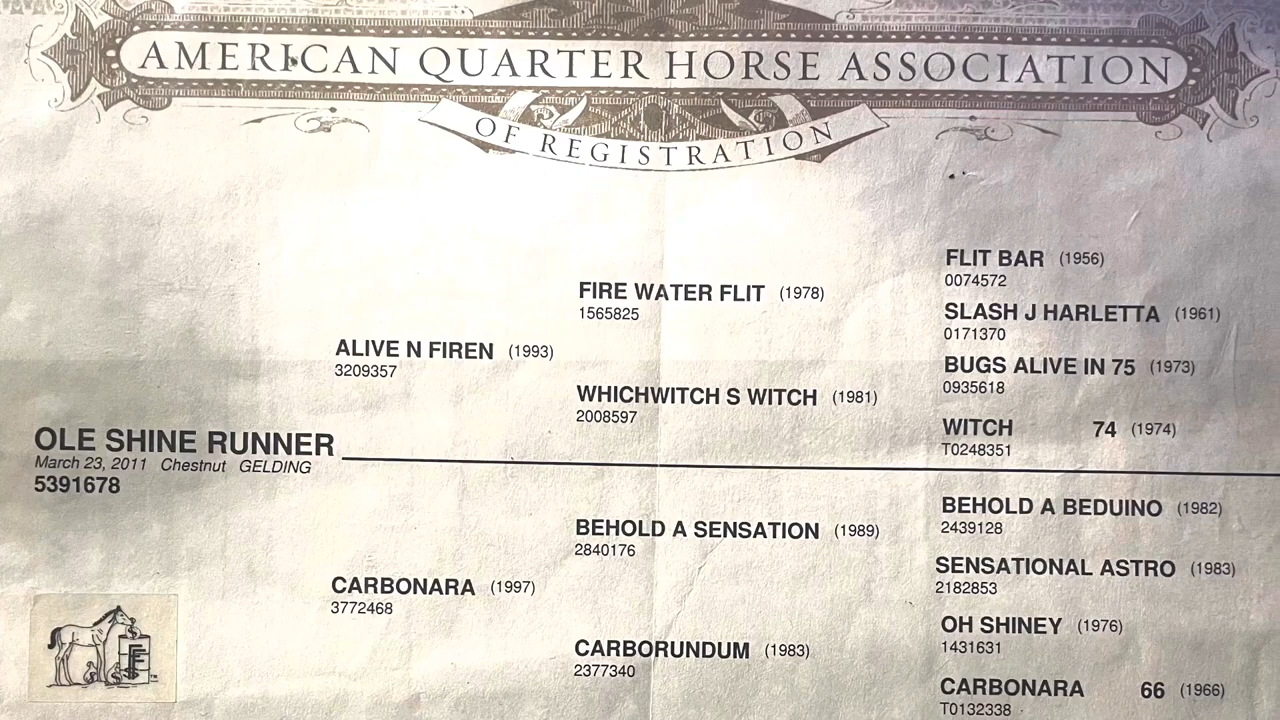 AMERICAN QUARTER HORSE ASSOCIATION
OF REGISTRATION
FLIT BAR (1956)
0074572
FIRE WATER FLIT (1978)
1565825
SLASH J HARLETTA (1961)
0171370
ALIVE N FIREN (1993)
3209357
BUGS ALIVE IN 75 (1973)
0935618
WHICHWITCH S WITCH (1981)
2008597
WITCH 74 (1974)
T0248351
OLE SHINE RUNNER
March 23, 2011 Chestnut GELDING
5391678
BEHOLD A BEDUINO (1982)
2439128
BEHOLD A SENSATION (1989)
2840176
SENSATIONAL ASTRO (1983)
2182853
CARBONARA (1997)
3772468
OH SHINEY (1976)
1431631
CARBORUNDUM (1983)
2377340
CARBONARA 66 (1966)
T0132338